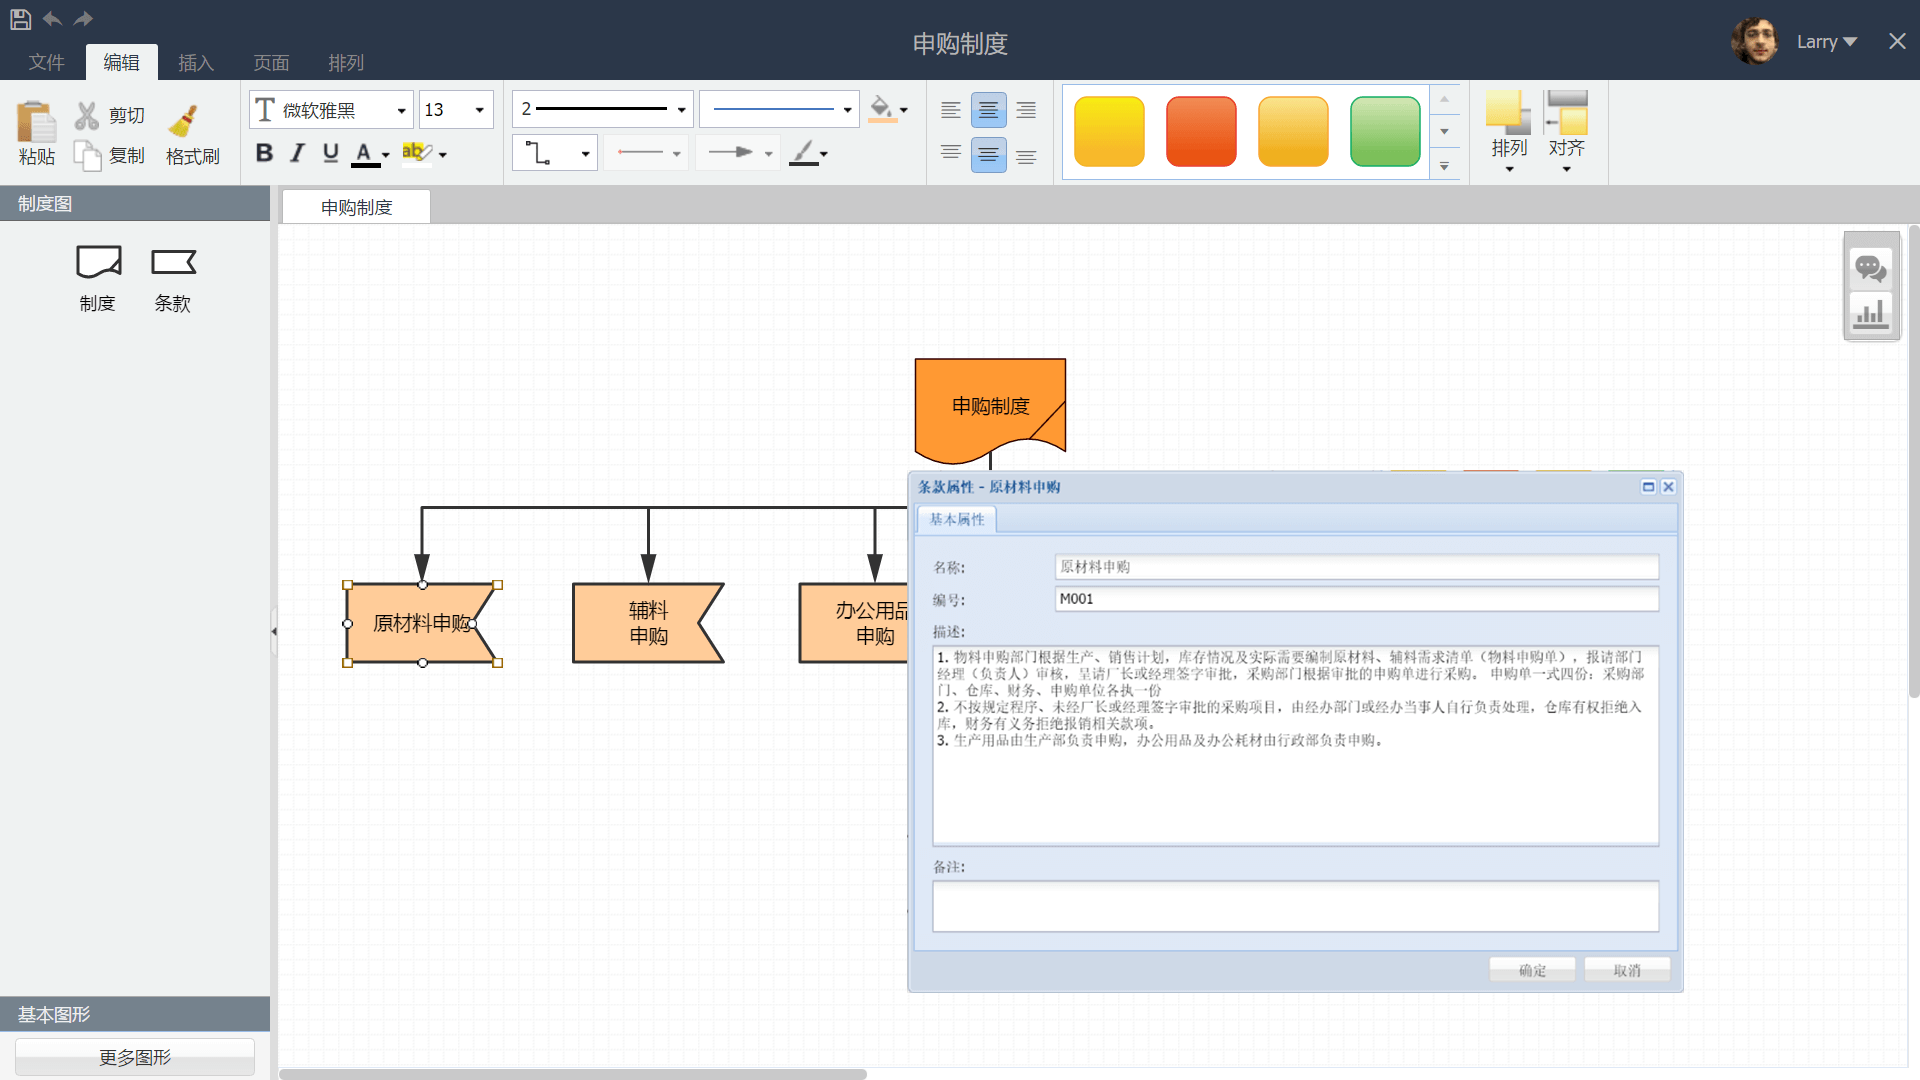 申购制度
Larry
文件 编辑 插入 页面 排列
粘贴
剪切
复制
格式刷
微软雅黑 13
B I U A ab
2
排列 对齐
制度图
制度 条款
基本图形
更多图形
申购制度
申购制度
原材料申购
辅料
申购
办公用品
申购
条款属性 - 原材料申购
基本属性
名称: 原材料申购
编号: M001
描述:
1. 物料申购部门根据生产、销售计划，库存情况及实际需要编制原材料、辅料需求清单（物料申购单），报请部门
经理（负责人）审核，呈请厂长或经理签字审批，采购部门根据审批的申购单进行采购。 申购单一式四份：采购部
门、仓库、财务、申购单位各执一份
2. 不按规定程序、未经厂长或经理签字审批的采购项目，由经办部门或经办当事人自行负责处理，仓库有权拒绝入
库，财务有义务拒绝报销相关款项。
3. 生产用品由生产部负责申购，办公用品及办公耗材由行政部负责申购。
备注:
确定 取消